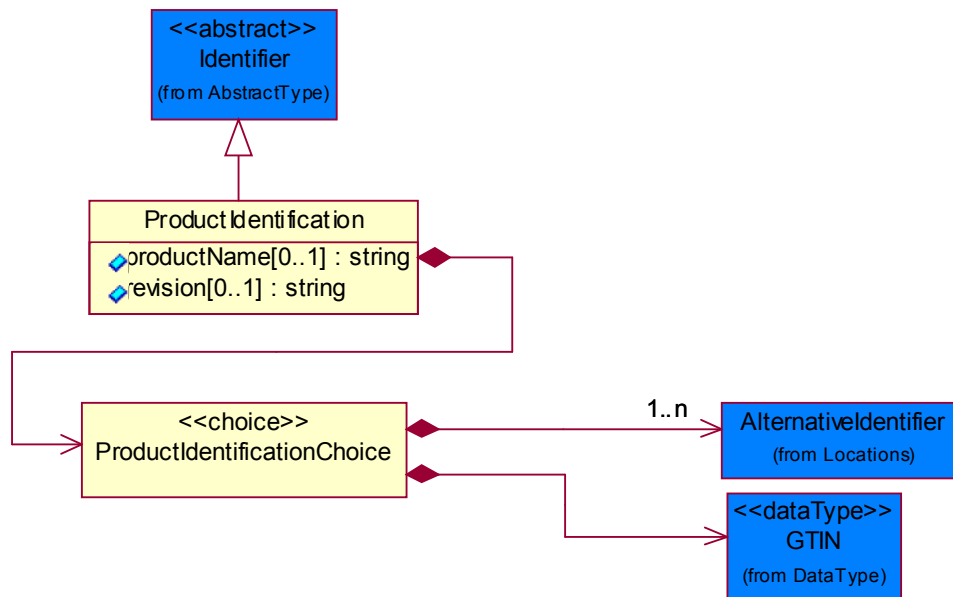 <<abstract>>
Identifier
(from AbstractType)
ProductIdentification
productName[0..1] : string
revision[0..1] : string
<<choice>>
ProductIdentificationChoice
1..n
AlternativeIdentifier
(from Locations)
<<dataType>>
GTIN
(from DataType)